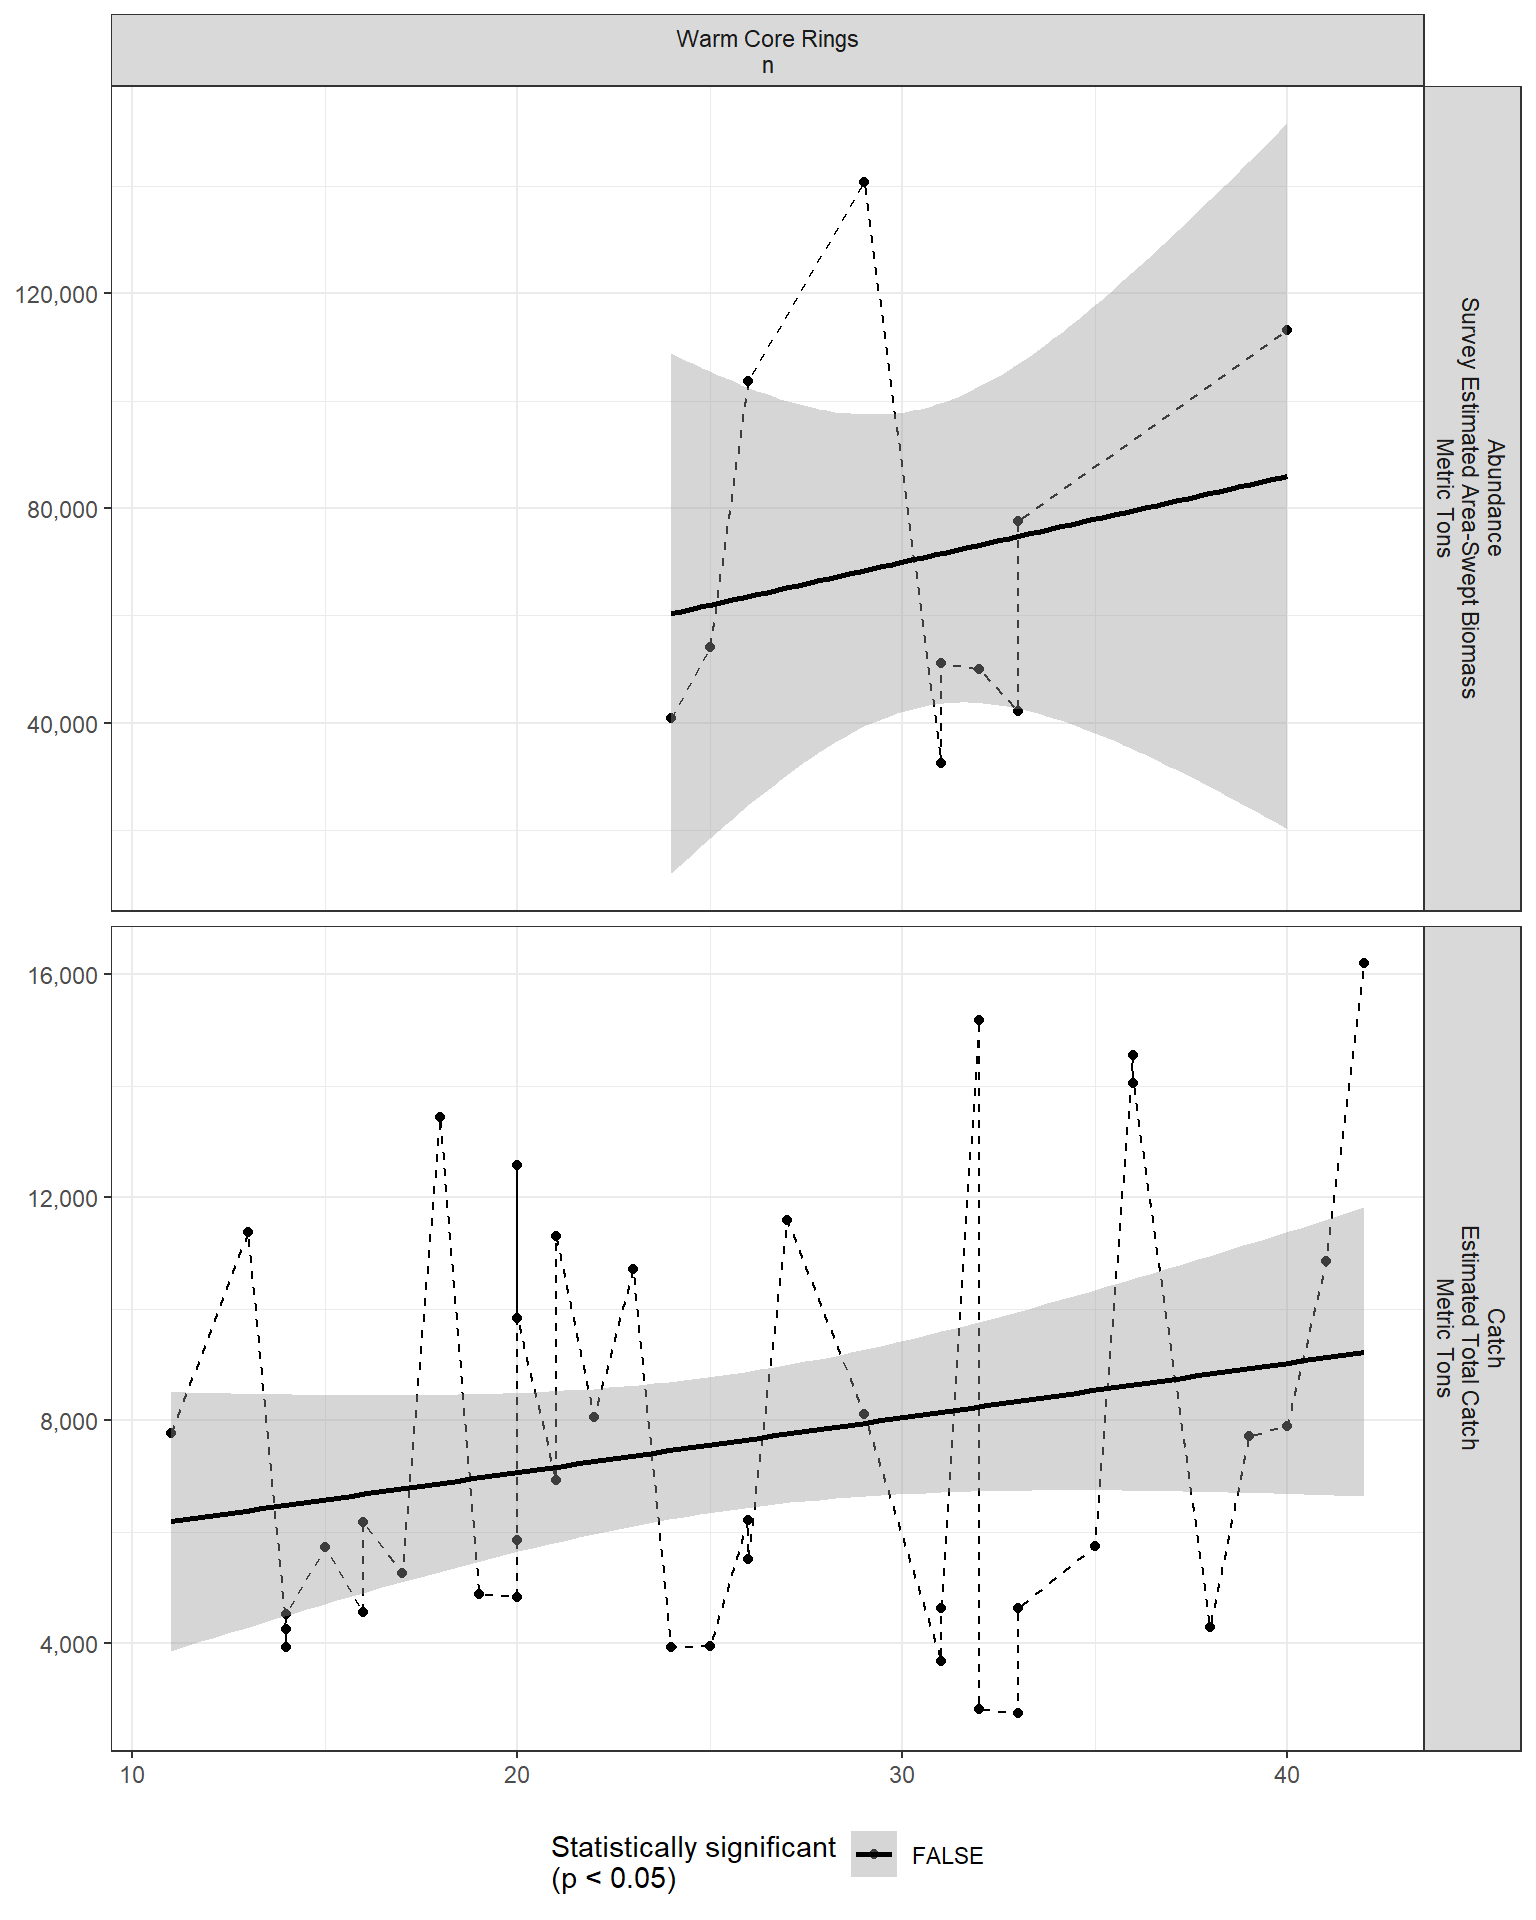 Warm Core Rings
n
120,000
80,000
40,000
Abundance
Survey Estimated Area-Swept Biomass
Metric Tons
16,000
12,000
8,000
4,000
Catch
Estimated Total Catch
Metric Tons
10 20 30 40
Statistically significant
(p < 0.05)
FALSE